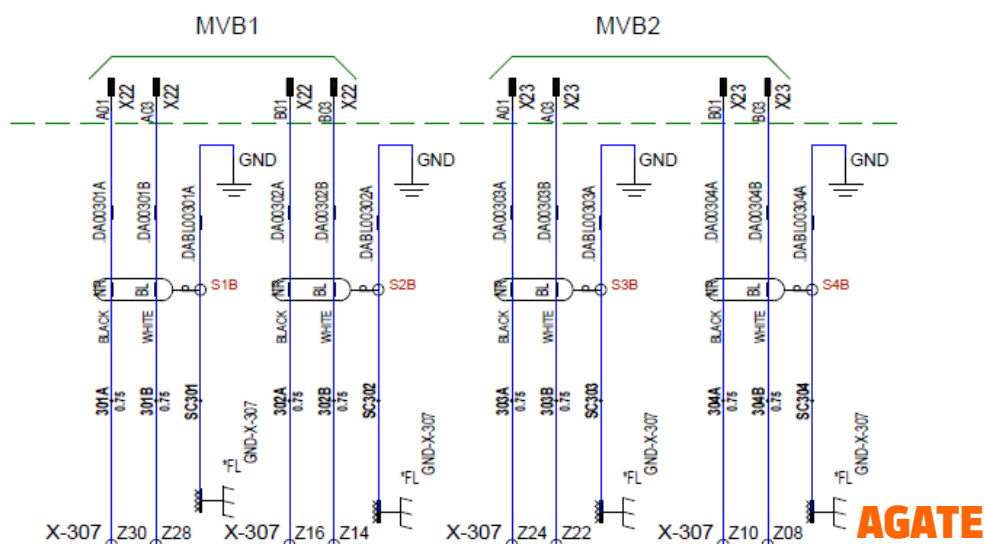 MVB1 MVB2
A01 X22 A03 X22 B01 X22 B03 X22 A01 X23 A03 X23 B01 X23 B03 X23
GND GND GND GND
.DA00301A .DA00301B .DABL00301A .DA00302A .DA00302B .DABL00302A .DA00303A .DA00303B .DABL00303A .DA00304A .DA00304B .DABL00304A
NR BL P S1B NR BL P S2B NR BL P S3B NR BL P S4B
BLACK WHITE BLACK WHITE BLACK WHITE BLACK WHITE
301A 0.75 301B 0.75 SC301 302A 0.75 302B 0.75 SC302 303A 0.75 303B 0.75 SC303 304A 0.75 304B 0.75 SC304
*FL GND-X-307 *FL GND-X-307 *FL GND-X-307 *FL GND-X-307
X-307 Z30 Z28 X-307 Z16 Z14 X-307 Z24 Z22 X-307 Z10 Z08
AGATE